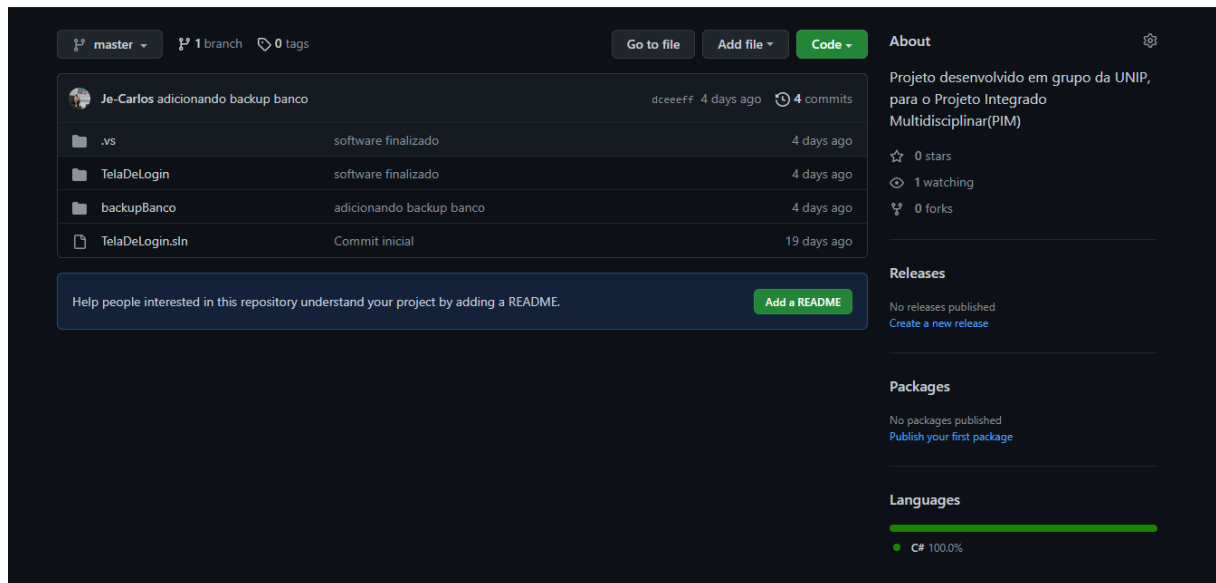 master
1 branch
0 tags
Go to file
Add file
Code
Je-Carlos adicionando backup banco
dceeeff 4 days ago
4 commits
.vs
software finalizado
4 days ago
TelaDeLogin
software finalizado
4 days ago
backupBanco
adicionando backup banco
4 days ago
TelaDeLogin.sln
Commit inicial
19 days ago
Help people interested in this repository understand your project by adding a README.
Add a README
About
Projeto desenvolvido em grupo da UNIP,
para o Projeto Integrado
Multidisciplinar(PIM)
0 stars
1 watching
0 forks
Releases
No releases published
Create a new release
Packages
No packages published
Publish your first package
Languages
C# 100.0%